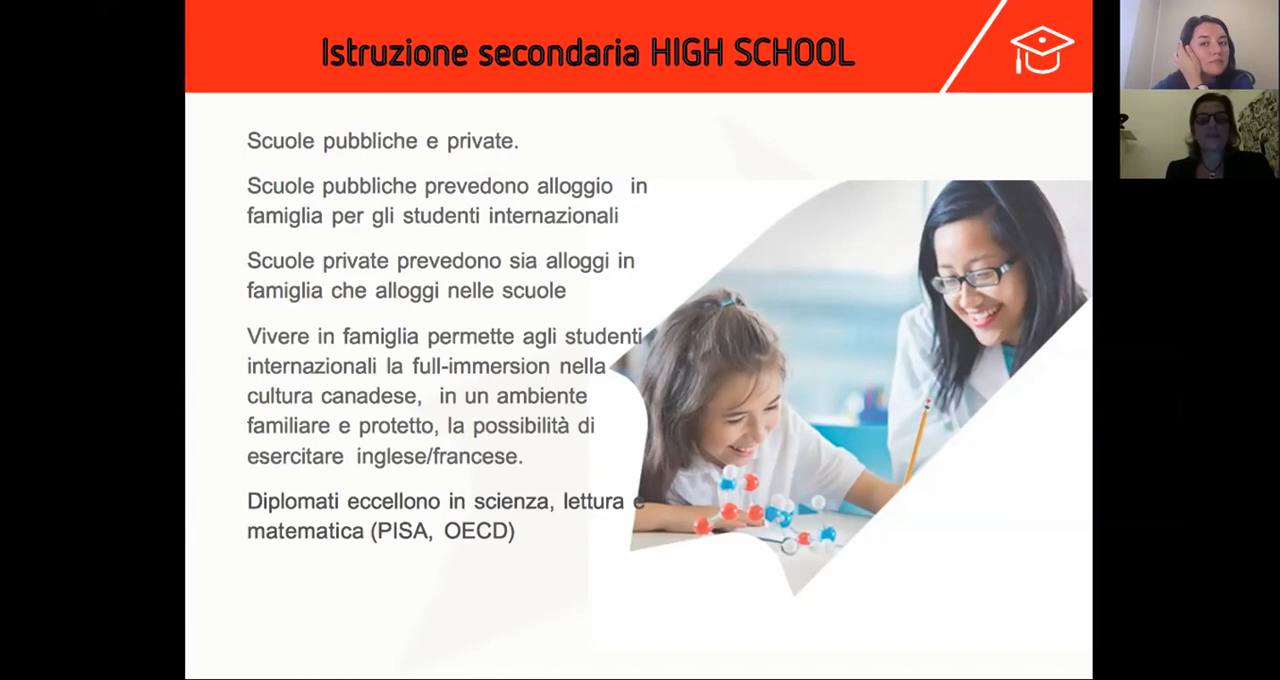 Istruzione secondaria HIGH SCHOOL
Scuole pubbliche e private.
Scuole pubbliche prevedono alloggio in
famiglia per gli studenti internazionali
Scuole private prevedono sia alloggi in
famiglia che alloggi nelle scuole
Vivere in famiglia permette agli studenti
internazionali la full-immersion nella
cultura canadese, in un ambiente
familiare e protetto, la possibilità di
esercitare inglese/francese.
Diplomati eccellono in scienza, lettura e
matematica (PISA, OECD)